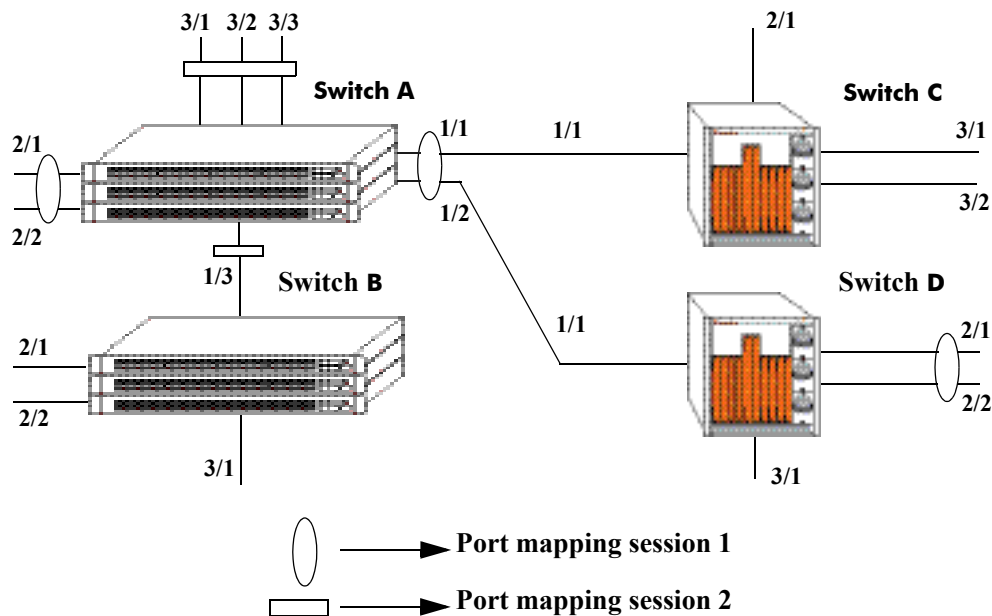 3/1 3/2 3/3
2/1
Switch A
Switch C
2/1
1/1
1/1
3/1
2/2
1/2
3/2
1/3
Switch B
Switch D
2/1
1/1
2/1
2/2
2/2
3/1
3/1
Port mapping session 1
Port mapping session 2